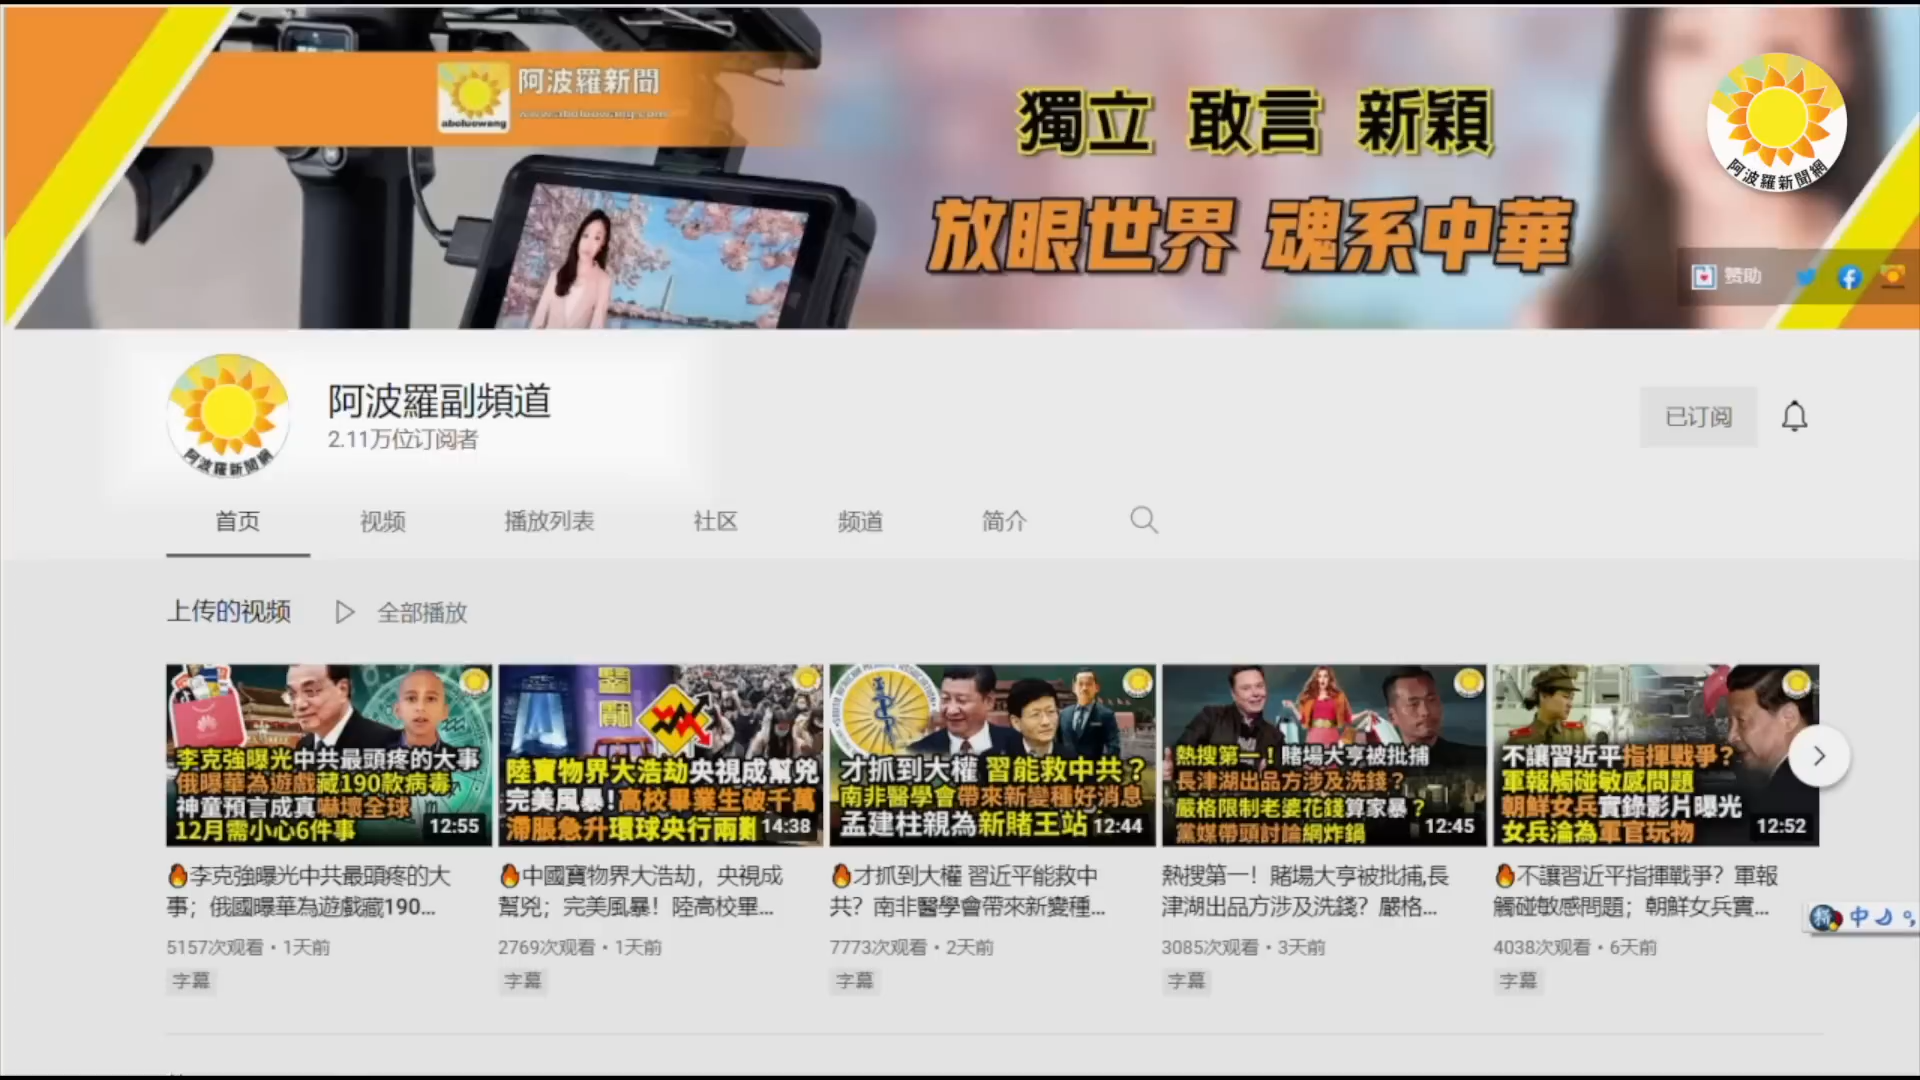 阿波羅新聞
www.aboluowang.com
aboluowang
獨立 敢言 新穎
放眼世界 魂系中華
阿波羅新聞網
赞助
阿波羅新聞網
阿波羅副頻道
2.11万位订阅者
已订阅
首页 视频 播放列表 社区 频道 简介
上传的视频 全部播放
李克強曝光中共最頭疼的大事
俄曝華為遊戲藏190款病毒
神童預言成真嚇壞全球
12月需小心6件事
12:55
陸寶物界大浩劫央視成幫兇
完美風暴!高校畢業生破千萬
滯脹急升環球央行兩難
14:38
才抓到大權 習能救中共?
南非醫學會帶來新變種好消息
孟建柱親為新賭王站
12:44
熱搜第一!賭場大亨被批捕
長津湖出品方涉及洗錢?
嚴格限制老婆花錢算家暴?
黨媒帶頭討論網炸鍋
12:45
不讓習近平指揮戰爭?
軍報觸碰敏感問題
朝鮮女兵實錄影片曝光
女兵淪為軍官玩物
12:52
🔥李克強曝光中共最頭疼的大
事；俄國曝華為遊戲藏190...
5157次观看・1天前
字幕
🔥中國寶物界大浩劫，央視成
幫兇；完美風暴！陸高校畢...
2769次观看・1天前
字幕
🔥才抓到大權 習近平能救中
共？南非醫學會帶來新變種...
7773次观看・2天前
字幕
熱搜第一！賭場大亨被批捕,長
津湖出品方涉及洗錢？嚴格...
3085次观看・3天前
字幕
🔥不讓習近平指揮戰爭？軍報
觸碰敏感問題；朝鮮女兵實...
4038次观看・6天前
字幕
中